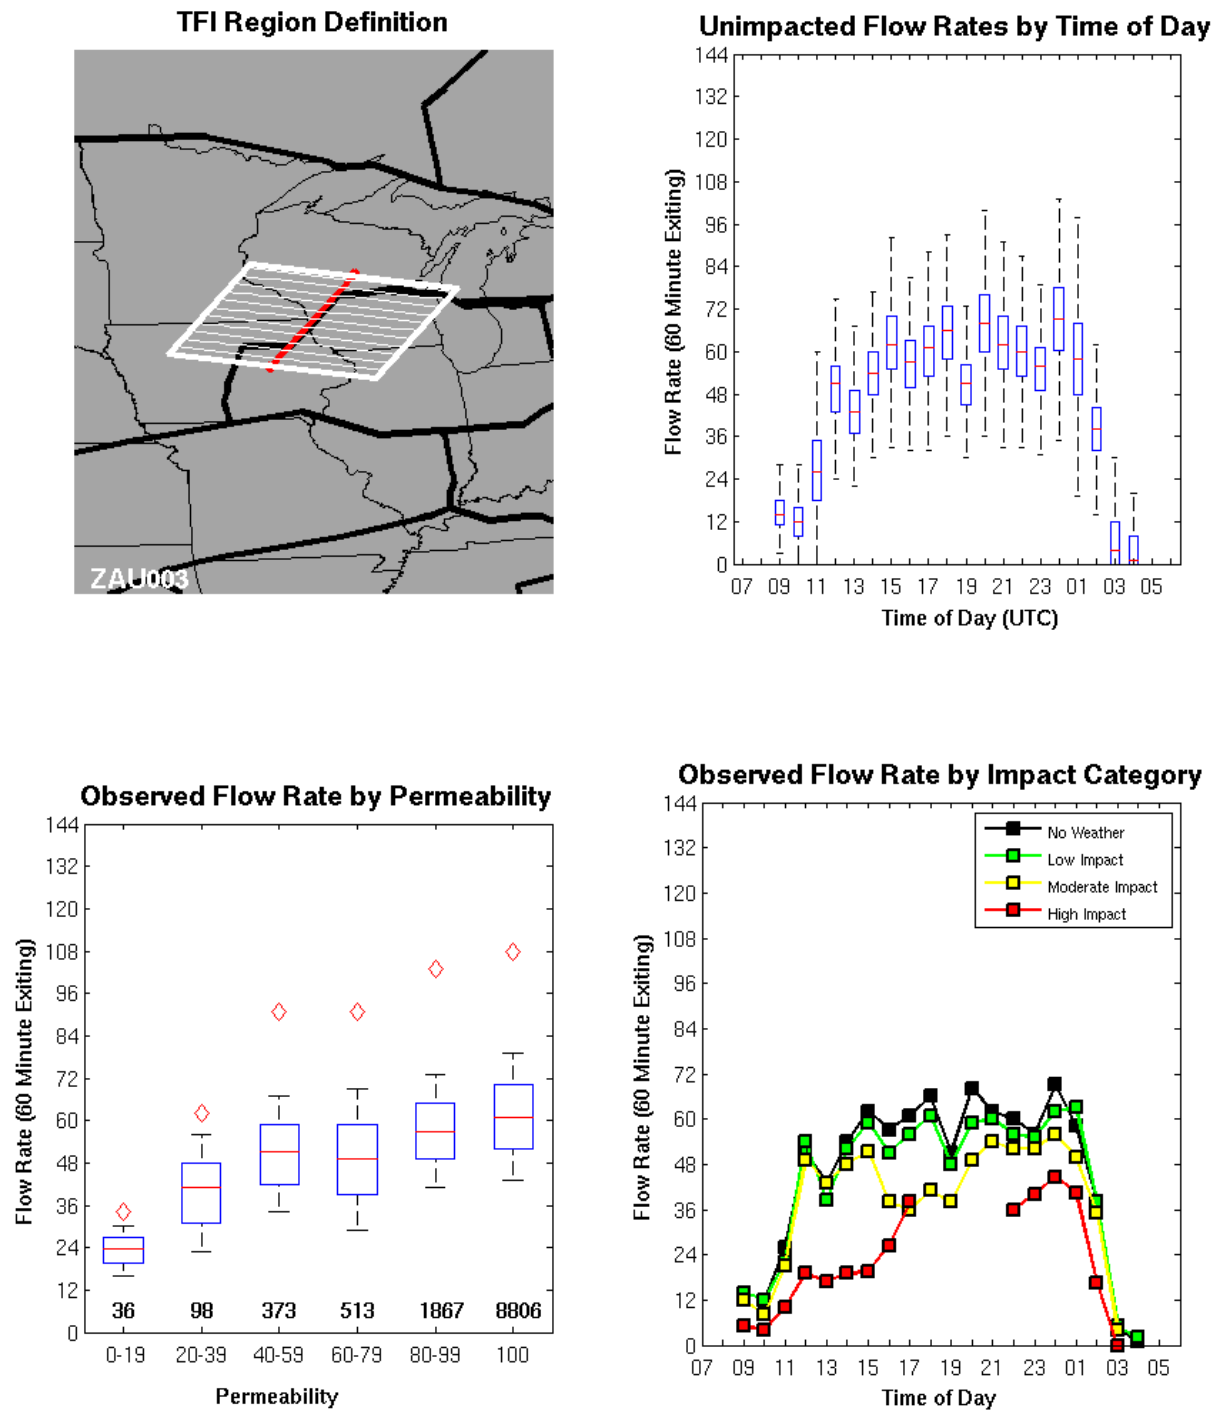 TFI Region Definition
ZAU003
Unimpacted Flow Rates by Time of Day
Flow Rate (60 Minute Exiting)
144
132
120
108
96
84
72
60
48
36
24
12
0
07 09 11 13 15 17 19 21 23 01 03 05
Time of Day (UTC)
Observed Flow Rate by Permeability
Flow Rate (60 Minute Exiting)
144
132
120
108
96
84
72
60
48
36
24
12
0
36 98 373 513 1867 8806
0-19 20-39 40-59 60-79 80-99 100
Permeability
Observed Flow Rate by Impact Category
Flow Rate (60 Minute Exiting)
144
132
120
108
96
84
72
60
48
36
24
12
0
No Weather
Low Impact
Moderate Impact
High Impact
07 09 11 13 15 17 19 21 23 01 03 05
Time of Day